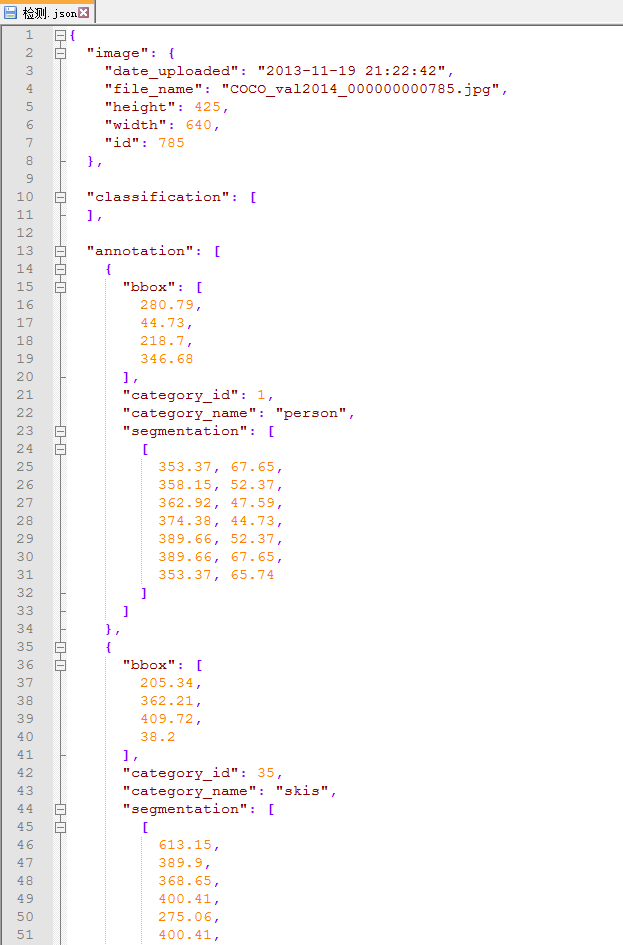 检测.json
1 {
2 "image": {
3 "date_uploaded": "2013-11-19 21:22:42",
4 "file_name": "COCO_val2014_000000000785.jpg",
5 "height": 425,
6 "width": 640,
7 "id": 785
8 },
9
10 "classification": [
11 ],
12
13 "annotation": [
14 {
15 "bbox": [
16 280.79,
17 44.73,
18 218.7,
19 346.68
20 ],
21 "category_id": 1,
22 "category_name": "person",
23 "segmentation": [
24 [
25 353.37, 67.65,
26 358.15, 52.37,
27 362.92, 47.59,
28 374.38, 44.73,
29 389.66, 52.37,
30 389.66, 67.65,
31 353.37, 65.74
32 ]
33 ]
34 },
35 {
36 "bbox": [
37 205.34,
38 362.21,
39 409.72,
40 38.2
41 ],
42 "category_id": 35,
43 "category_name": "skis",
44 "segmentation": [
45 [
46 613.15,
47 389.9,
48 368.65,
49 400.41,
50 275.06,
51 400.41,